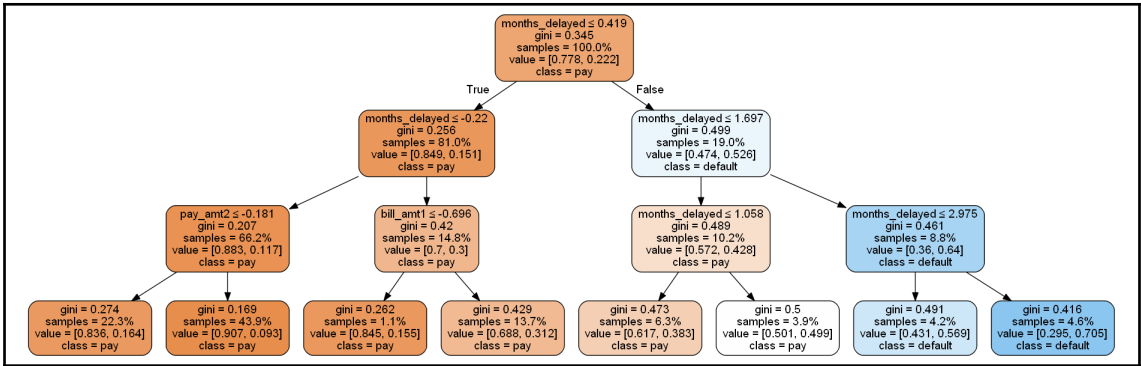 months_delayed ≤ 0.419
gini = 0.345
samples = 100.0%
value = [0.778, 0.222]
class = pay
True
False
months_delayed ≤ -0.22
gini = 0.256
samples = 81.0%
value = [0.849, 0.151]
class = pay
months_delayed ≤ 1.697
gini = 0.499
samples = 19.0%
value = [0.474, 0.526]
class = default
pay_amt2 ≤ -0.181
gini = 0.207
samples = 66.2%
value = [0.883, 0.117]
class = pay
bill_amt1 ≤ -0.696
gini = 0.42
samples = 14.8%
value = [0.7, 0.3]
class = pay
months_delayed ≤ 1.058
gini = 0.489
samples = 10.2%
value = [0.572, 0.428]
class = pay
months_delayed ≤ 2.975
gini = 0.461
samples = 8.8%
value = [0.36, 0.64]
class = default
gini = 0.274
samples = 22.3%
value = [0.836, 0.164]
class = pay
gini = 0.169
samples = 43.9%
value = [0.907, 0.093]
class = pay
gini = 0.262
samples = 1.1%
value = [0.845, 0.155]
class = pay
gini = 0.429
samples = 13.7%
value = [0.688, 0.312]
class = pay
gini = 0.473
samples = 6.3%
value = [0.617, 0.383]
class = pay
gini = 0.5
samples = 3.9%
value = [0.501, 0.499]
class = pay
gini = 0.491
samples = 4.2%
value = [0.431, 0.569]
class = default
gini = 0.416
samples = 4.6%
value = [0.295, 0.705]
class = default